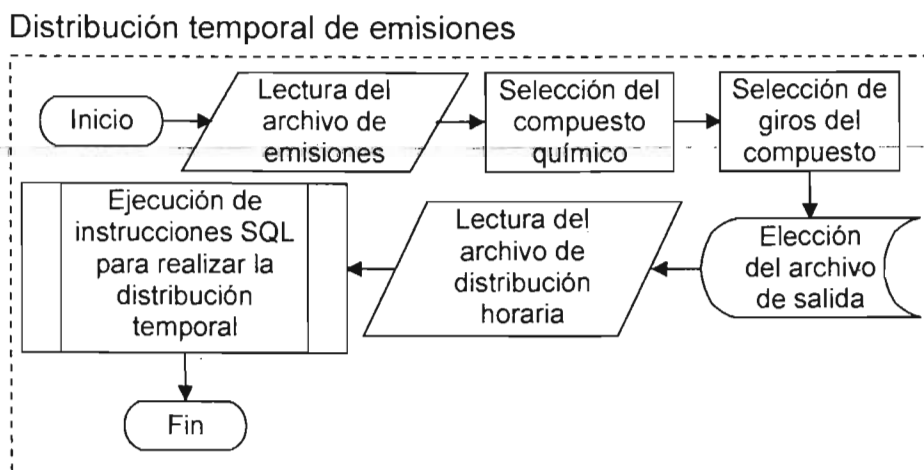 Distribución temporal de emisiones
Inicio
Lectura del
archivo de
emisiones
Selección del
compuesto
químico
Selección de
giros del
compuesto
Elección
del archivo
de salida
Lectura del
archivo de
distribución
horaria
Ejecución de
instrucciones SQL
para realizar la
distribución
temporal
Fin